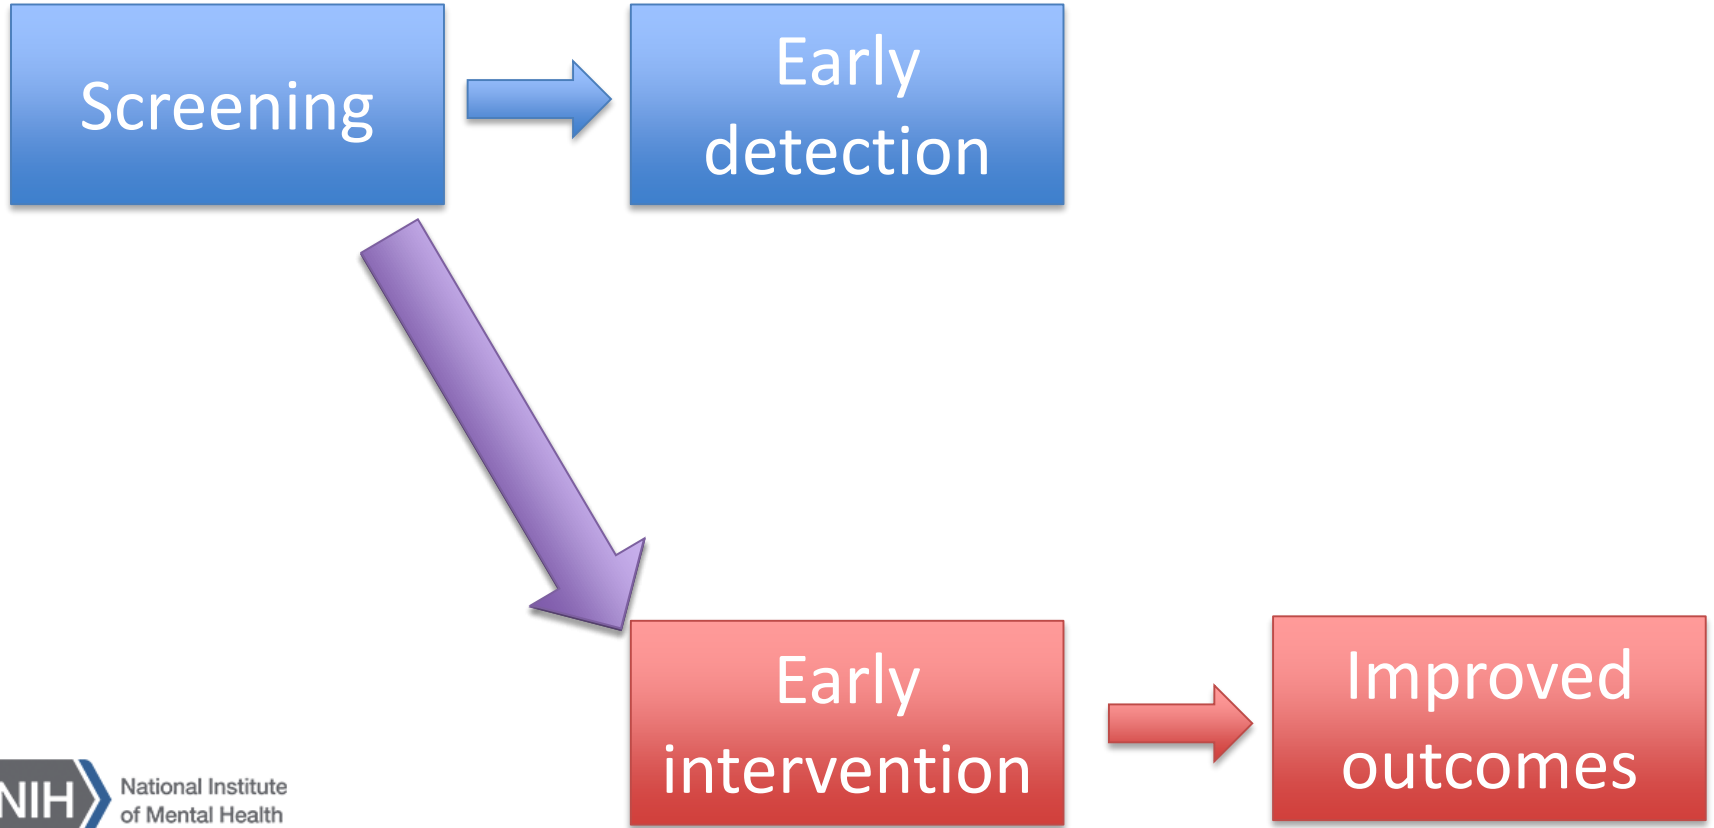 Screening
Early
detection
Early
intervention
Improved
outcomes
NIH
National Institute
of Mental Health